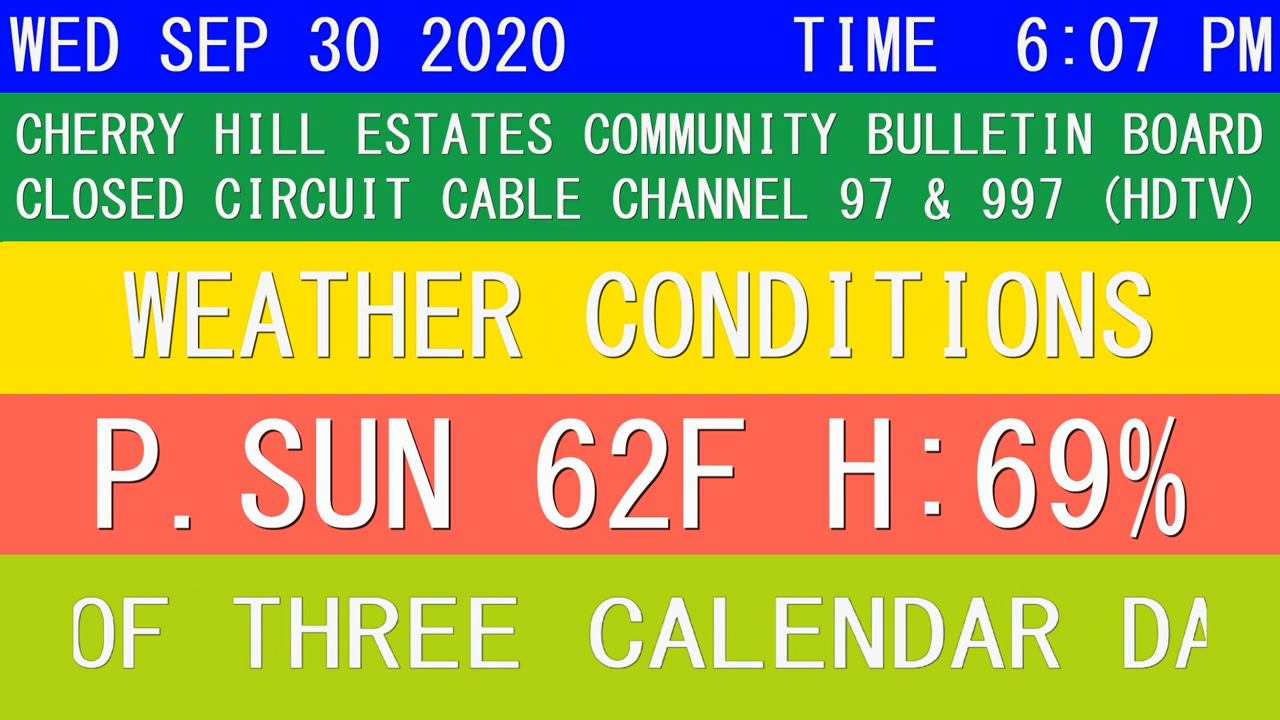 WED SEP 30 2020 TIME 6:07 PM
CHERRY HILL ESTATES COMMUNITY BULLETIN BOARD
CLOSED CIRCUIT CABLE CHANNEL 97 & 997 (HDTV)
WEATHER CONDITIONS
P.SUN 62F H:69%
OF THREE CALENDAR